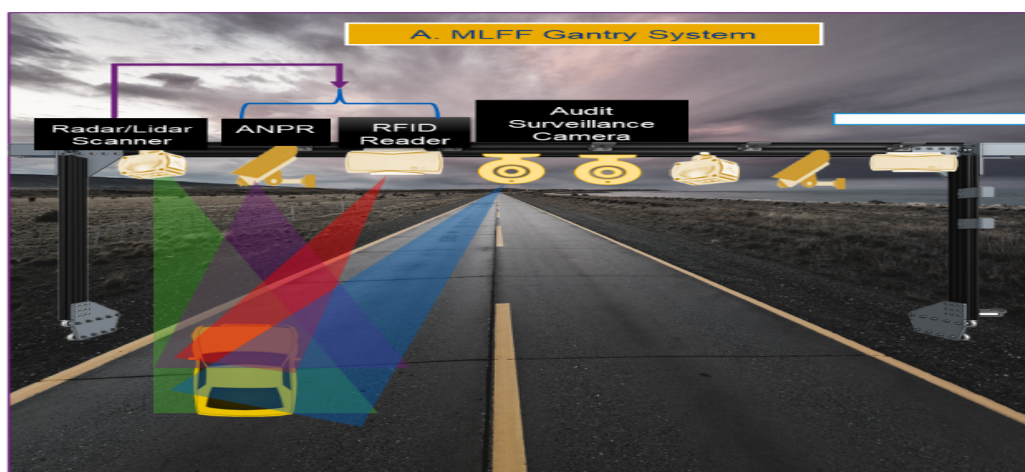 A. MLFF Gantry System
Radar/Lidar
Scanner
ANPR
RFID
Reader
Audit
Surveillance
Camera